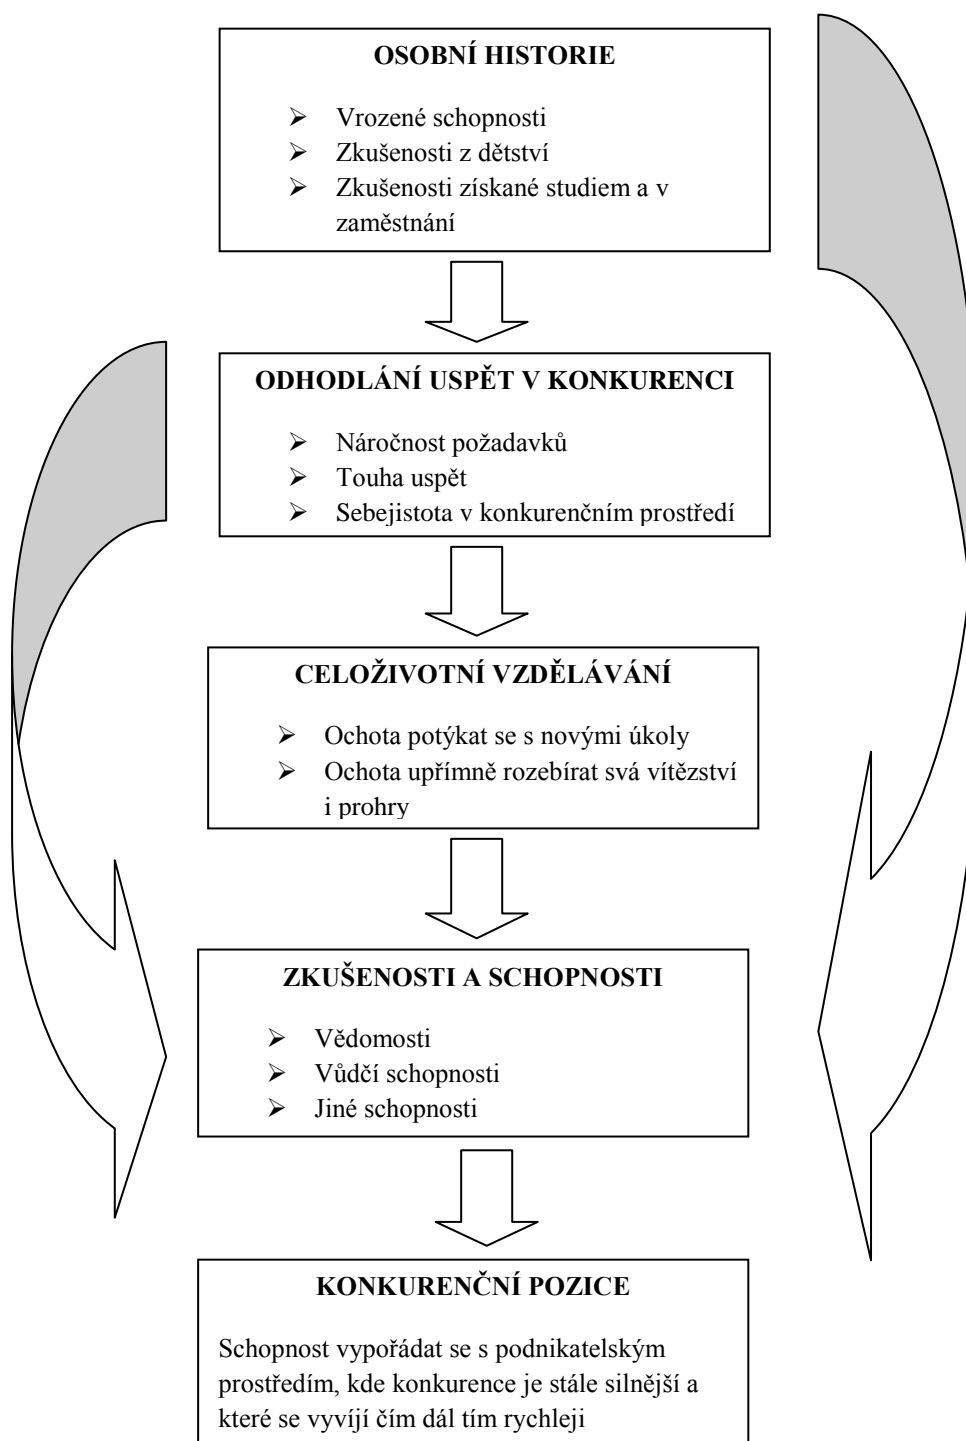 OSOBNÍ HISTORIE
➢ Vrozené schopnosti
➢ Zkušenosti z dětství
➢ Zkušenosti získané studiem a v
zaměstnání
ODHODLÁNÍ USPĚT V KONKURENCI
➢ Náročnost požadavků
➢ Touha uspět
➢ Sebejistota v konkurenčním prostředí
CELOŽIVOTNÍ VZDĚLÁVÁNÍ
➢ Ochota potýkat se s novými úkoly
➢ Ochota upřímně rozebírat svá vítězství
i prohry
ZKUŠENOSTI A SCHOPNOSTI
➢ Vědomosti
➢ Vůdčí schopnosti
➢ Jiné schopnosti
KONKURENČNÍ POZICE
Schopnost vypořádat se s podnikatelským
prostředím, kde konkurence je stále silnější a
které se vyvíjí čím dál tím rychleji